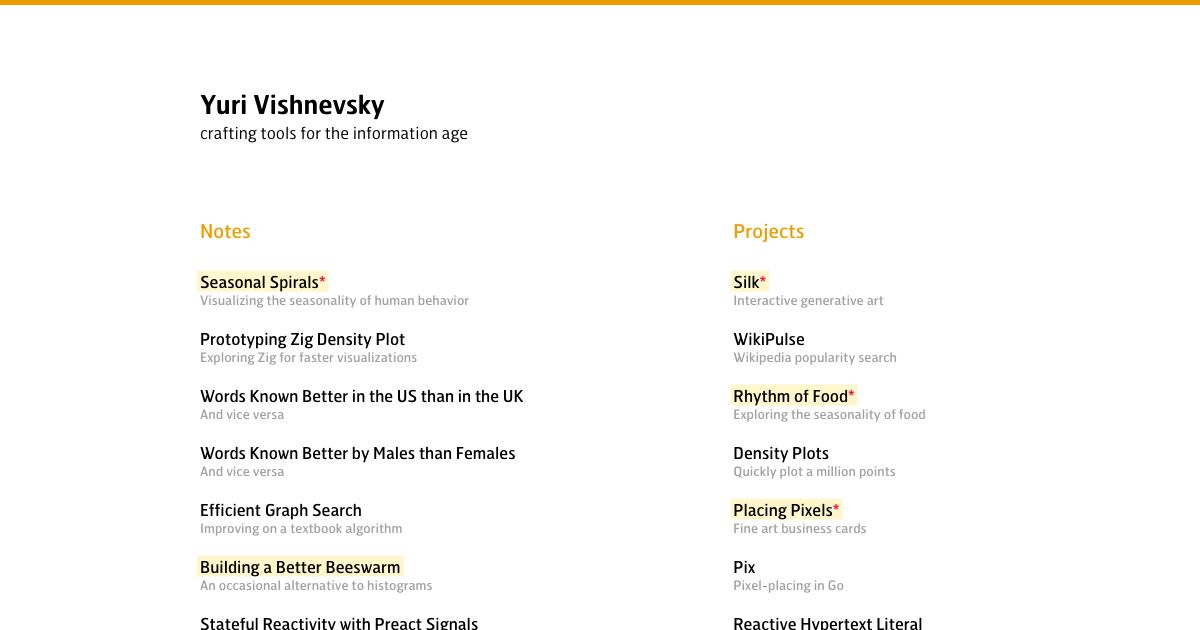 Yuri Vishnevsky
crafting tools for the information age
Notes
Seasonal Spirals*
Visualizing the seasonality of human behavior
Prototyping Zig Density Plot
Exploring Zig for faster visualizations
Words Known Better in the US than in the UK
And vice versa
Words Known Better by Males than Females
And vice versa
Efficient Graph Search
Improving on a textbook algorithm
Building a Better Beeswarm
An occasional alternative to histograms
Stateful Reactivity with Preact Signals
Projects
Silk*
Interactive generative art
WikiPulse
Wikipedia popularity search
Rhythm of Food*
Exploring the seasonality of food
Density Plots
Quickly plot a million points
Placing Pixels*
Fine art business cards
Pix
Pixel-placing in Go
Reactive Hypertext Literal